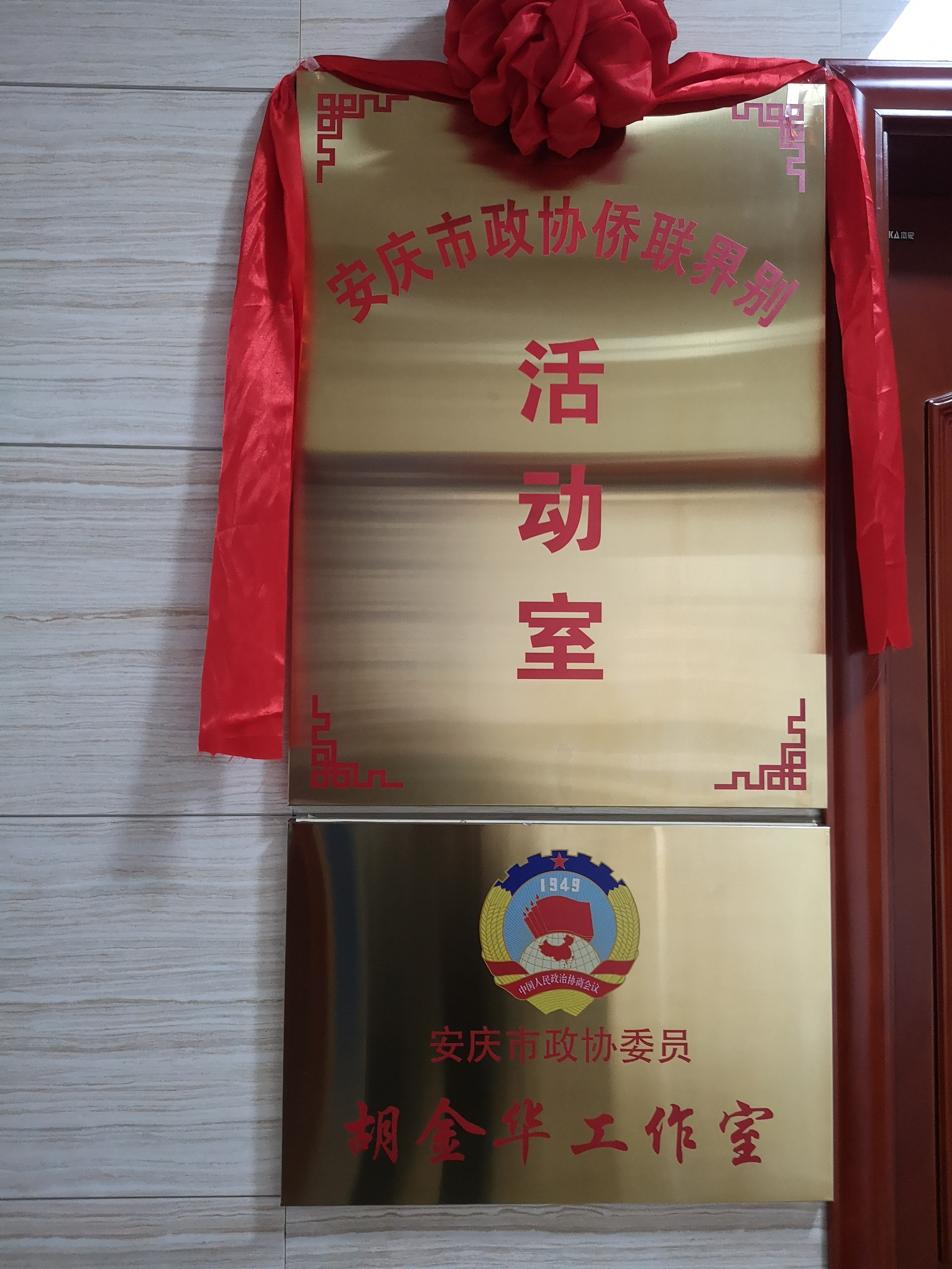 安庆市政协侨联界别
活
动
室
1949
中国人民政治协商会议
安庆市政协委员
胡金华工作室